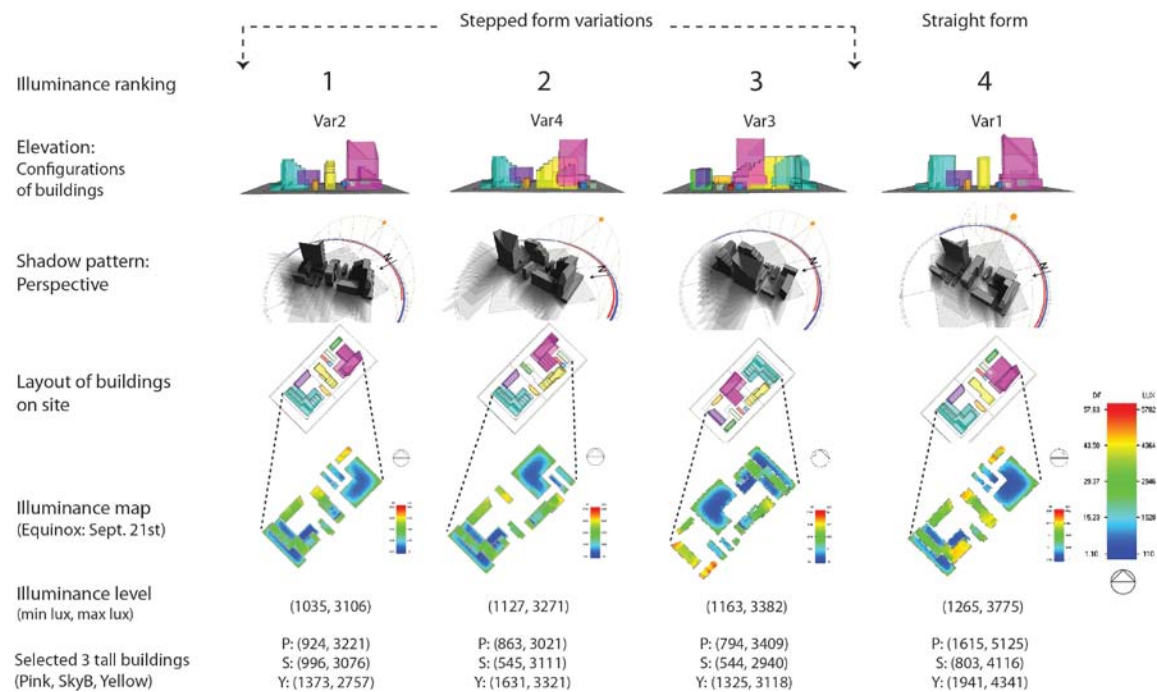 Stepped form variations
Straight form
Illuminance ranking
1
2
3
4
Var2
Var4
Var3
Var1
Elevation:
Configurations
of buildings
Shadow pattern:
Perspective
N
N
N
N
Layout of buildings
on site
DF LUX
57.63 5762
43.50 4364
29.37 2946
15.23 1528
1.10 110
Illuminance map
(Equinox: Sept. 21st)
Illuminance level
(min lux, max lux)
(1035, 3106)
(1127, 3271)
(1163, 3382)
(1265, 3775)
Selected 3 tall buildings
(Pink, SkyB, Yellow)
P: (924, 3221)
S: (996, 3076)
Y: (1373, 2757)
P: (863, 3021)
S: (545, 3111)
Y: (1631, 3321)
P: (794, 3409)
S: (544, 2940)
Y: (1325, 3118)
P: (1615, 5125)
S: (803, 4116)
Y: (1941, 4341)